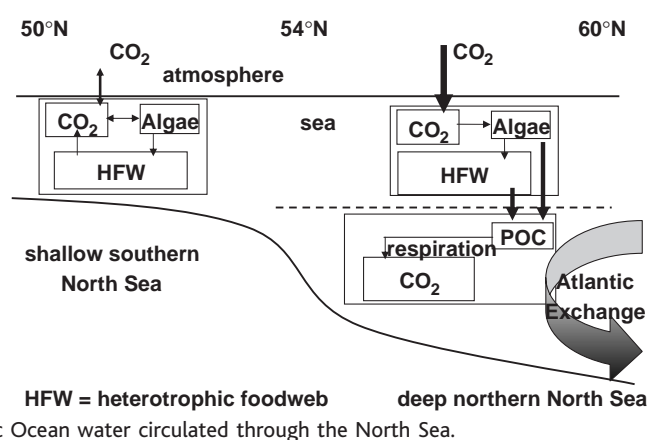 50°N 54°N 60°N
CO₂ CO₂
atmosphere
CO₂ Algae sea CO₂ Algae
HFW HFW
POC
respiration
shallow southern
North Sea
CO₂
Atlantic
Exchange
HFW = heterotrophic foodweb deep northern North Sea
c Ocean water circulated through the North Sea.